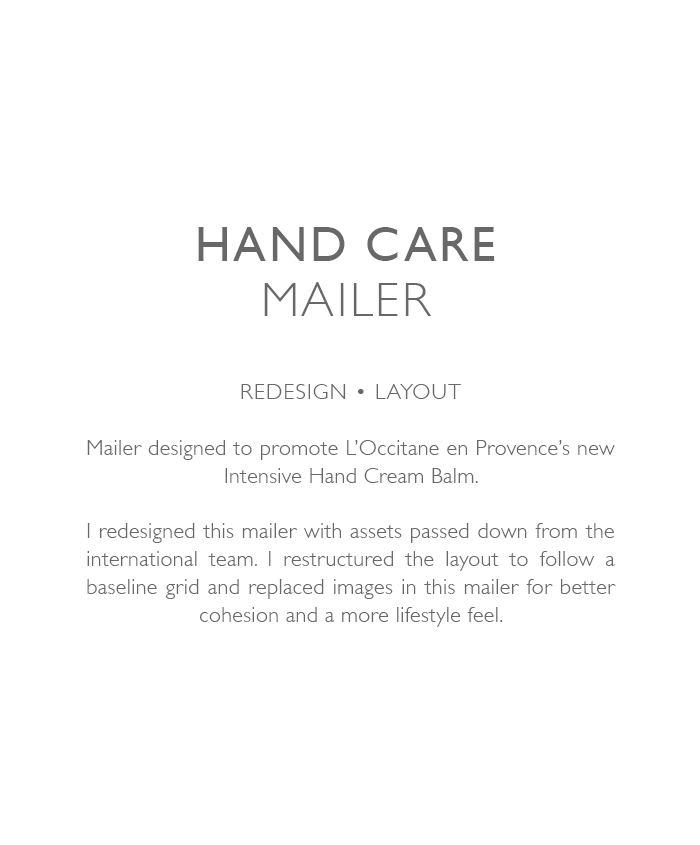 HAND CARE
MAILER
REDESIGN • LAYOUT
Mailer designed to promote L’Occitane en Provence’s new
Intensive Hand Cream Balm.
I redesigned this mailer with assets passed down from the
international team. I restructured the layout to follow a
baseline grid and replaced images in this mailer for better
cohesion and a more lifestyle feel.